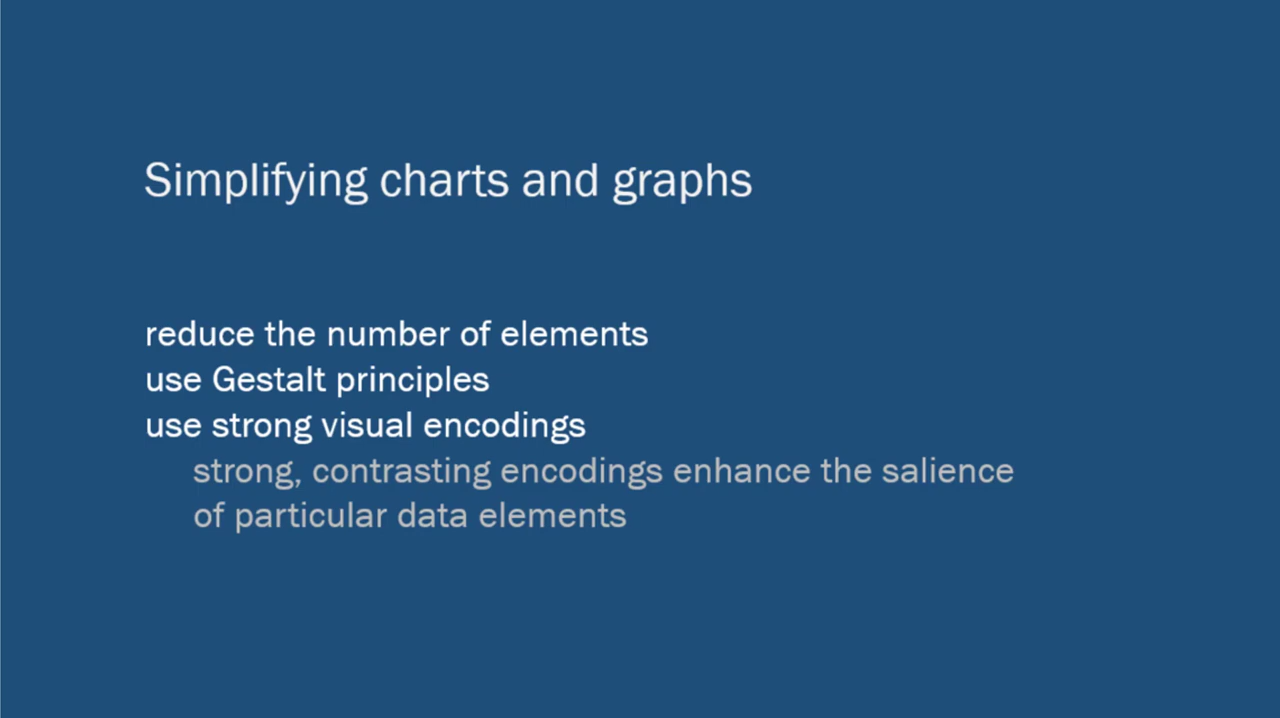 Simplifying charts and graphs
reduce the number of elements
use Gestalt principles
use strong visual encodings
strong, contrasting encodings enhance the salience
of particular data elements